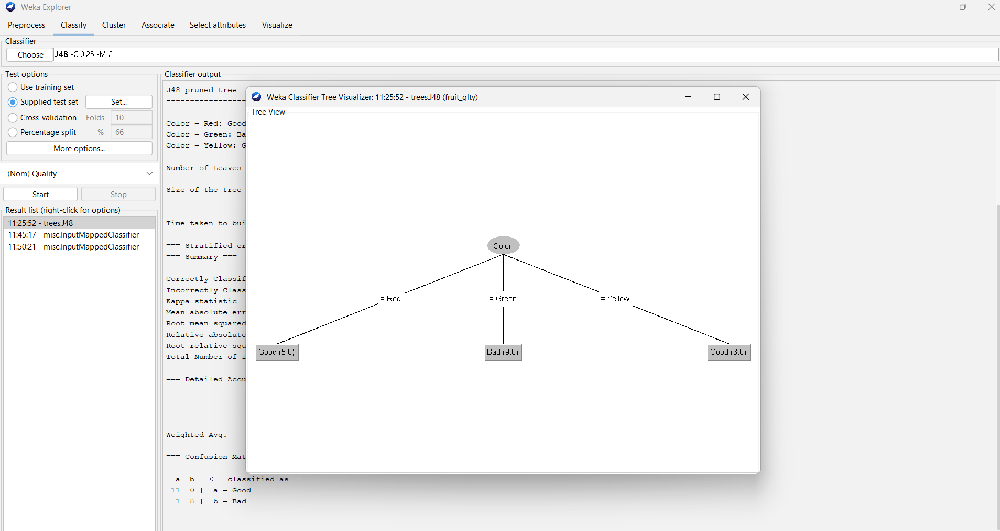 Weka Explorer
Preprocess Classify Cluster Associate Select attributes Visualize
Classifier
Choose J48 -C 0.25 -M 2
Test options
Use training set
Supplied test set Set...
Cross-validation Folds 10
Percentage split % 66
More options...
(Nom) Quality
Start Stop
Result list (right-click for options)
11:25:52 - trees.J48
11:45:17 - misc.InputMappedClassifier
11:50:21 - misc.InputMappedClassifier
Classifier output
J48 pruned tree
-----------------
Color = Red: Good
Color = Green: Ba
Color = Yellow: G
Number of Leaves
Size of the tree
Time taken to bui
=== Stratified cr
=== Summary ===
Correctly Classif
Incorrectly Class
Kappa statistic
Mean absolute err
Root mean squared
Relative absolute
Root relative squ
Total Number of I
=== Detailed Accu
Weighted Avg.
=== Confusion Mat
a b <-- classified as
11 0 | a = Good
1 8 | b = Bad
Weka Classifier Tree Visualizer: 11:25:52 - trees.J48 (fruit_qlty)
Tree View
Color
= Red = Green = Yellow
Good (5.0) Bad (9.0) Good (6.0)